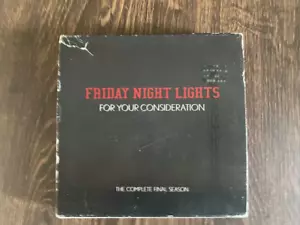 FRIDAY NIGHT LIGHTS
FOR YOUR CONSIDERATION
THE COMPLETE FINAL SEASON